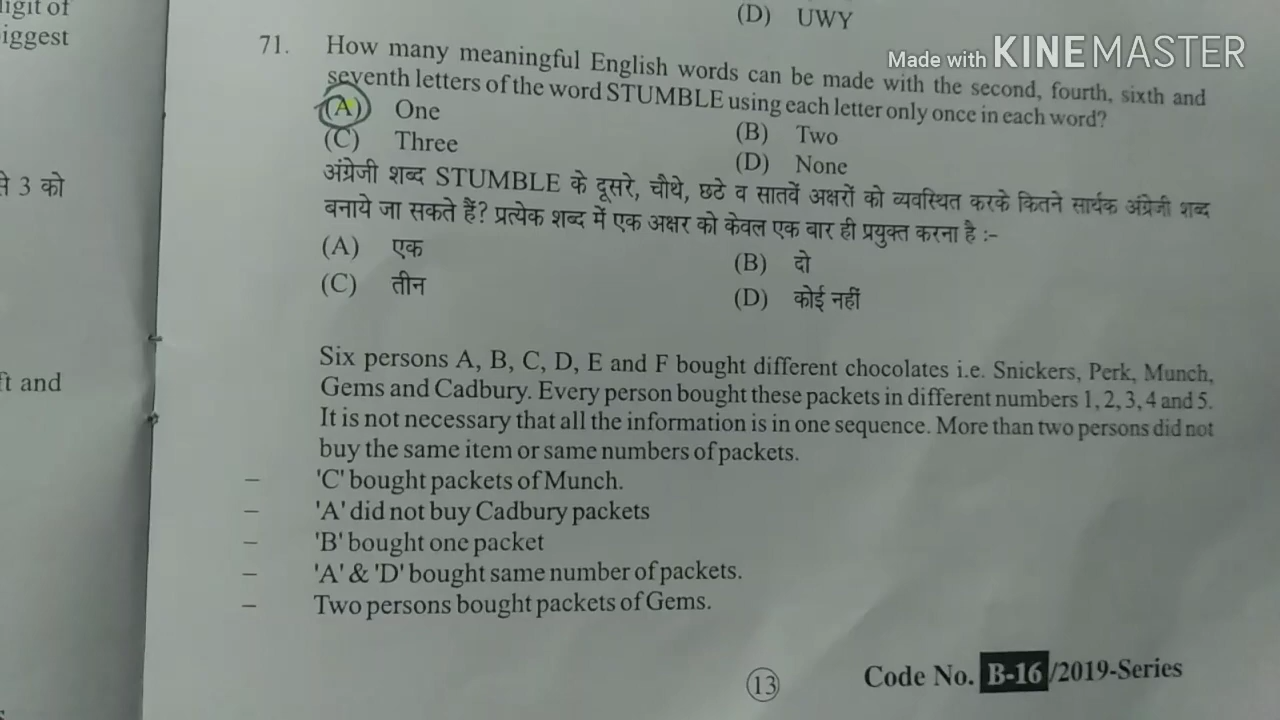 ligit of
iggest
(D) UWY
Made with KINEMASTER
71. How many meaningful English words can be made with the second, fourth, sixth and
seventh letters of the word STUMBLE using each letter only once in each word?
(A) One
(B) Two
(C) Three
(D) None
अंग्रेजी शब्द STUMBLE के दूसरे, चौथे, छठे व सातवें अक्षरों को व्यवस्थित करके कितने सार्थक अंग्रेजी शब्द
बनाये जा सकते हैं? प्रत्येक शब्द में एक अक्षर को केवल एक बार ही प्रयुक्त करना है :–
(A) एक
(B) दो
(C) तीन
(D) कोई नहीं
से 3 को
ft and
Six persons A, B, C, D, E and F bought different chocolates i.e. Snickers, Perk, Munch,
Gems and Cadbury. Every person bought these packets in different numbers 1, 2, 3, 4 and 5.
It is not necessary that all the information is in one sequence. More than two persons did not
buy the same item or same numbers of packets.
– 'C' bought packets of Munch.
– 'A' did not buy Cadbury packets
– 'B' bought one packet
– 'A' & 'D' bought same number of packets.
– Two persons bought packets of Gems.
13
Code No. B-16/2019-Series